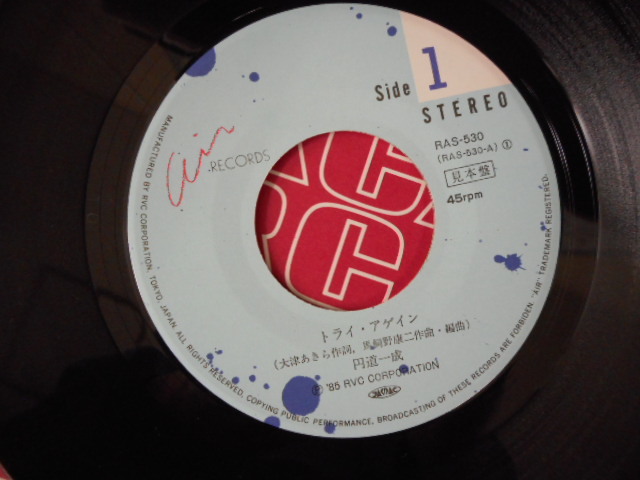 Side 1
STEREO
air RECORDS
RAS-530
(RAS-530-A) ①
見本盤
45rpm
トライ・アゲイン
(大津あきら作詞,馬飼野康二作曲・編曲)
円道一成
Ⓟ '85 RVC CORPORATION
MANUFACTURED BY RVC CORPORATION, TOKYO, JAPAN. ALL RIGHTS RESERVED. COPYING PUBLIC PERFORMANCE, BROADCASTING OF THESE RECORDS ARE FORBIDDEN. "AIR" TRADEMARK REGISTERED.